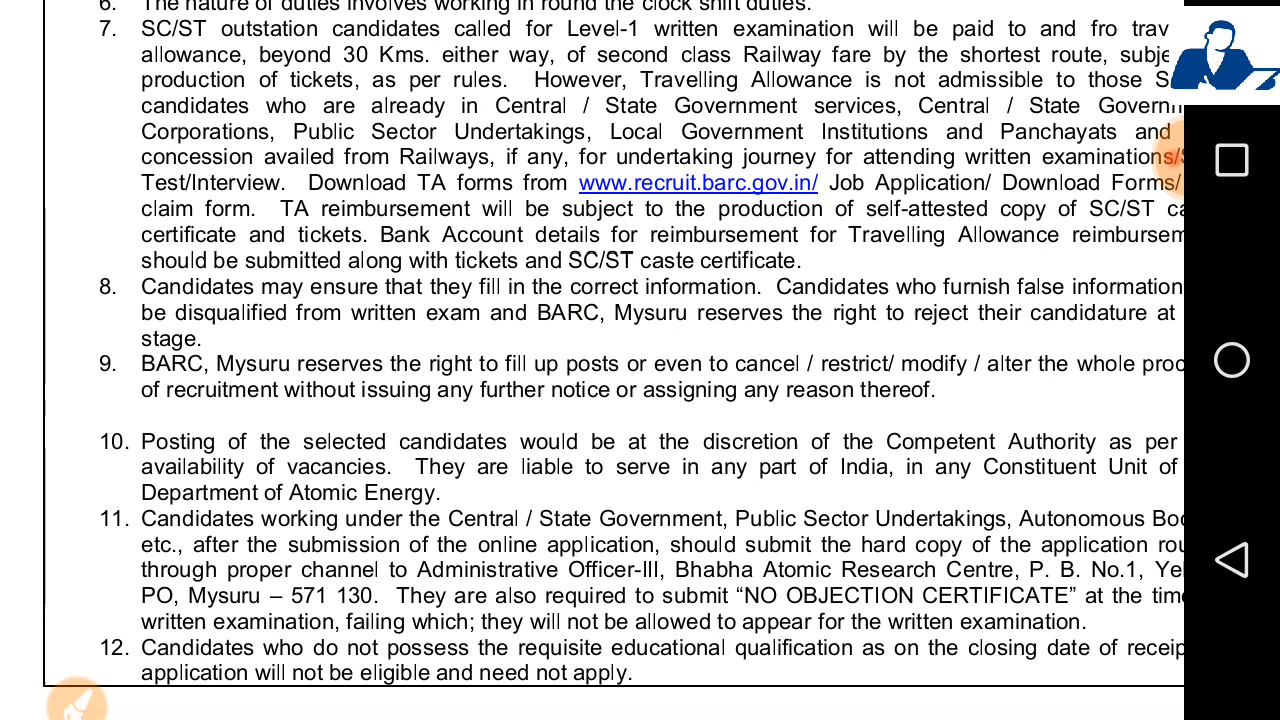 6. The nature of duties involves working in round the clock shift duties.
7. SC/ST outstation candidates called for Level-1 written examination will be paid to and fro trav
allowance, beyond 30 Kms. either way, of second class Railway fare by the shortest route, subje
production of tickets, as per rules. However, Travelling Allowance is not admissible to those S
candidates who are already in Central / State Government services, Central / State Governm
Corporations, Public Sector Undertakings, Local Government Institutions and Panchayats and
concession availed from Railways, if any, for undertaking journey for attending written examinations/
Test/Interview. Download TA forms from www.recruit.barc.gov.in/ Job Application/ Download Forms/
claim form. TA reimbursement will be subject to the production of self-attested copy of SC/ST ca
certificate and tickets. Bank Account details for reimbursement for Travelling Allowance reimbursem
should be submitted along with tickets and SC/ST caste certificate.
8. Candidates may ensure that they fill in the correct information. Candidates who furnish false information
be disqualified from written exam and BARC, Mysuru reserves the right to reject their candidature at
stage.
9. BARC, Mysuru reserves the right to fill up posts or even to cancel / restrict/ modify / alter the whole proc
of recruitment without issuing any further notice or assigning any reason thereof.
10. Posting of the selected candidates would be at the discretion of the Competent Authority as per
availability of vacancies. They are liable to serve in any part of India, in any Constituent Unit of
Department of Atomic Energy.
11. Candidates working under the Central / State Government, Public Sector Undertakings, Autonomous Bod
etc., after the submission of the online application, should submit the hard copy of the application rou
through proper channel to Administrative Officer-III, Bhabha Atomic Research Centre, P. B. No.1, Yel
PO, Mysuru – 571 130. They are also required to submit “NO OBJECTION CERTIFICATE” at the time
written examination, failing which; they will not be allowed to appear for the written examination.
12. Candidates who do not possess the requisite educational qualification as on the closing date of receip
application will not be eligible and need not apply.